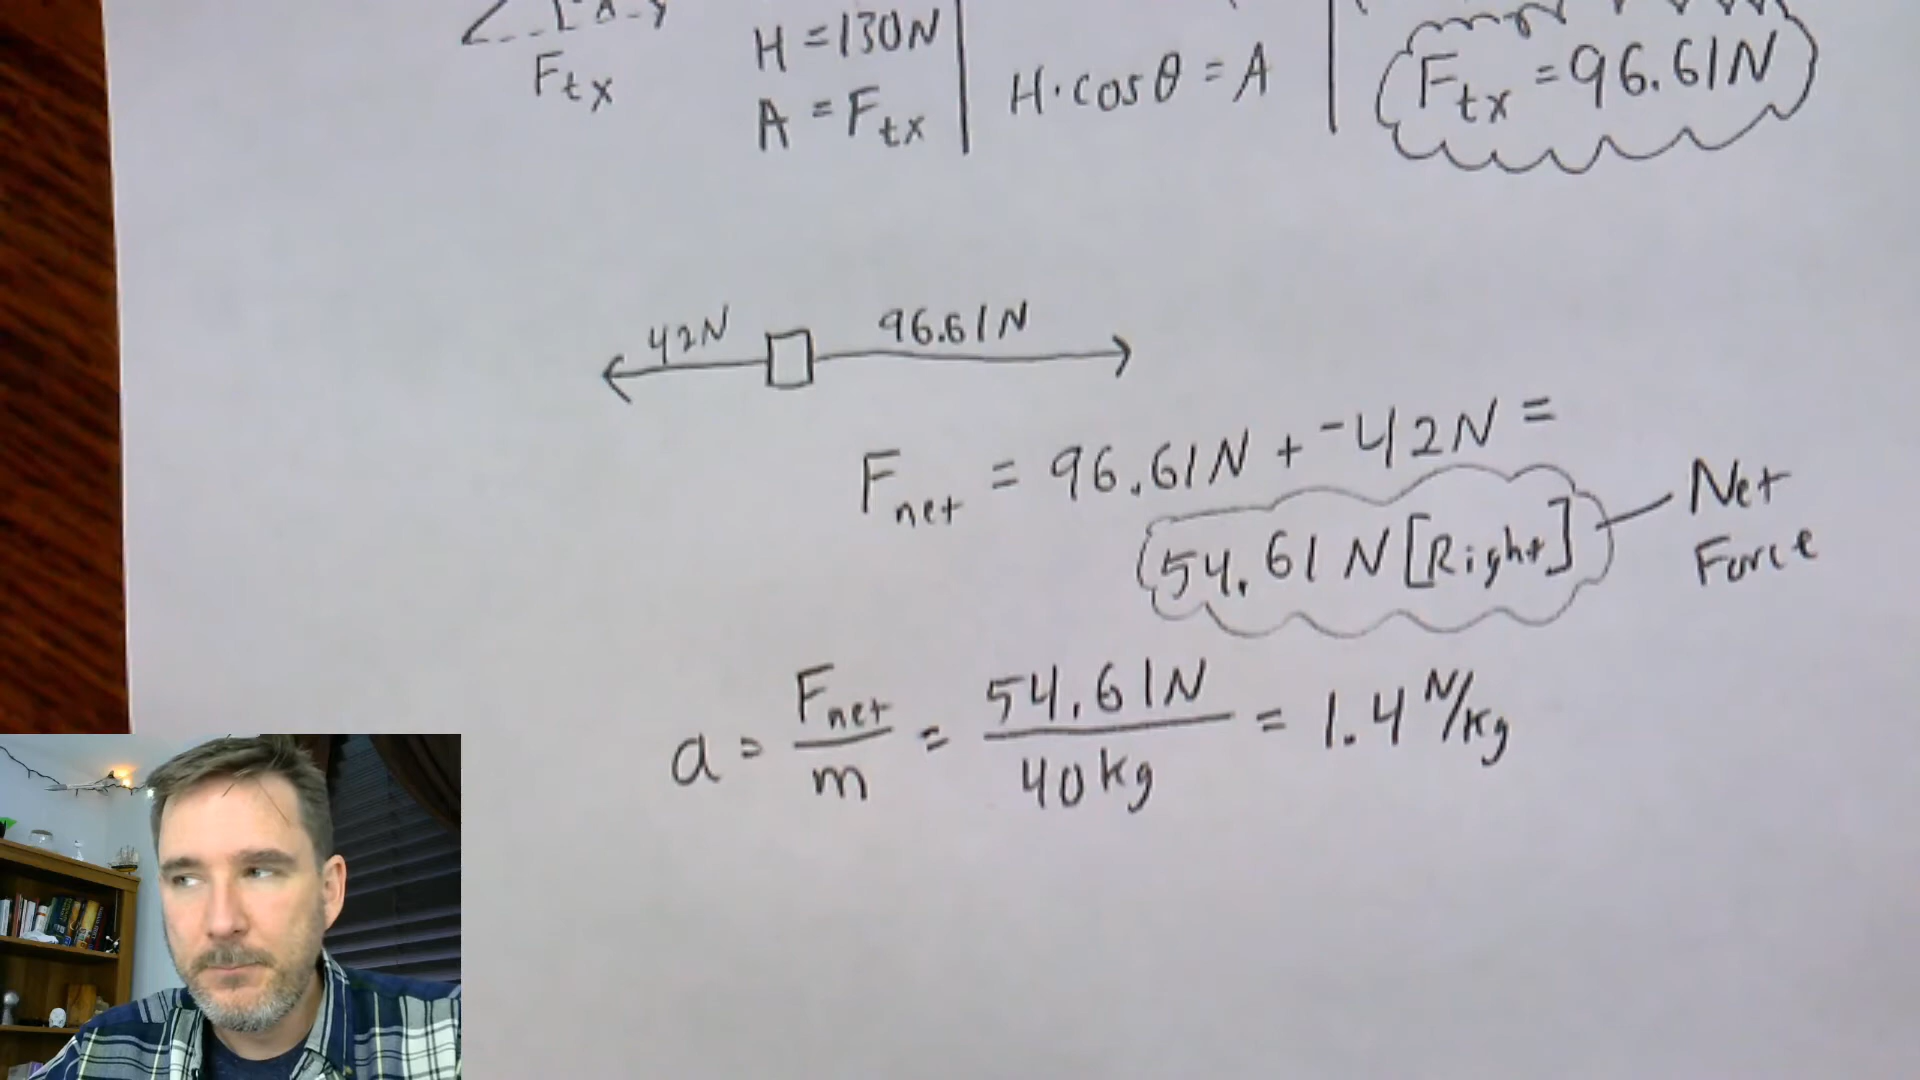 Ftx
H = 130N
A = Ftx
H·cosθ = A
Ftx = 96.61N
42N
96.61N
Fnet = 96.61N + -42N =
54.61N [Right]
Net
Force
a = Fnet/m = 54.61N/40kg = 1.4 N/kg